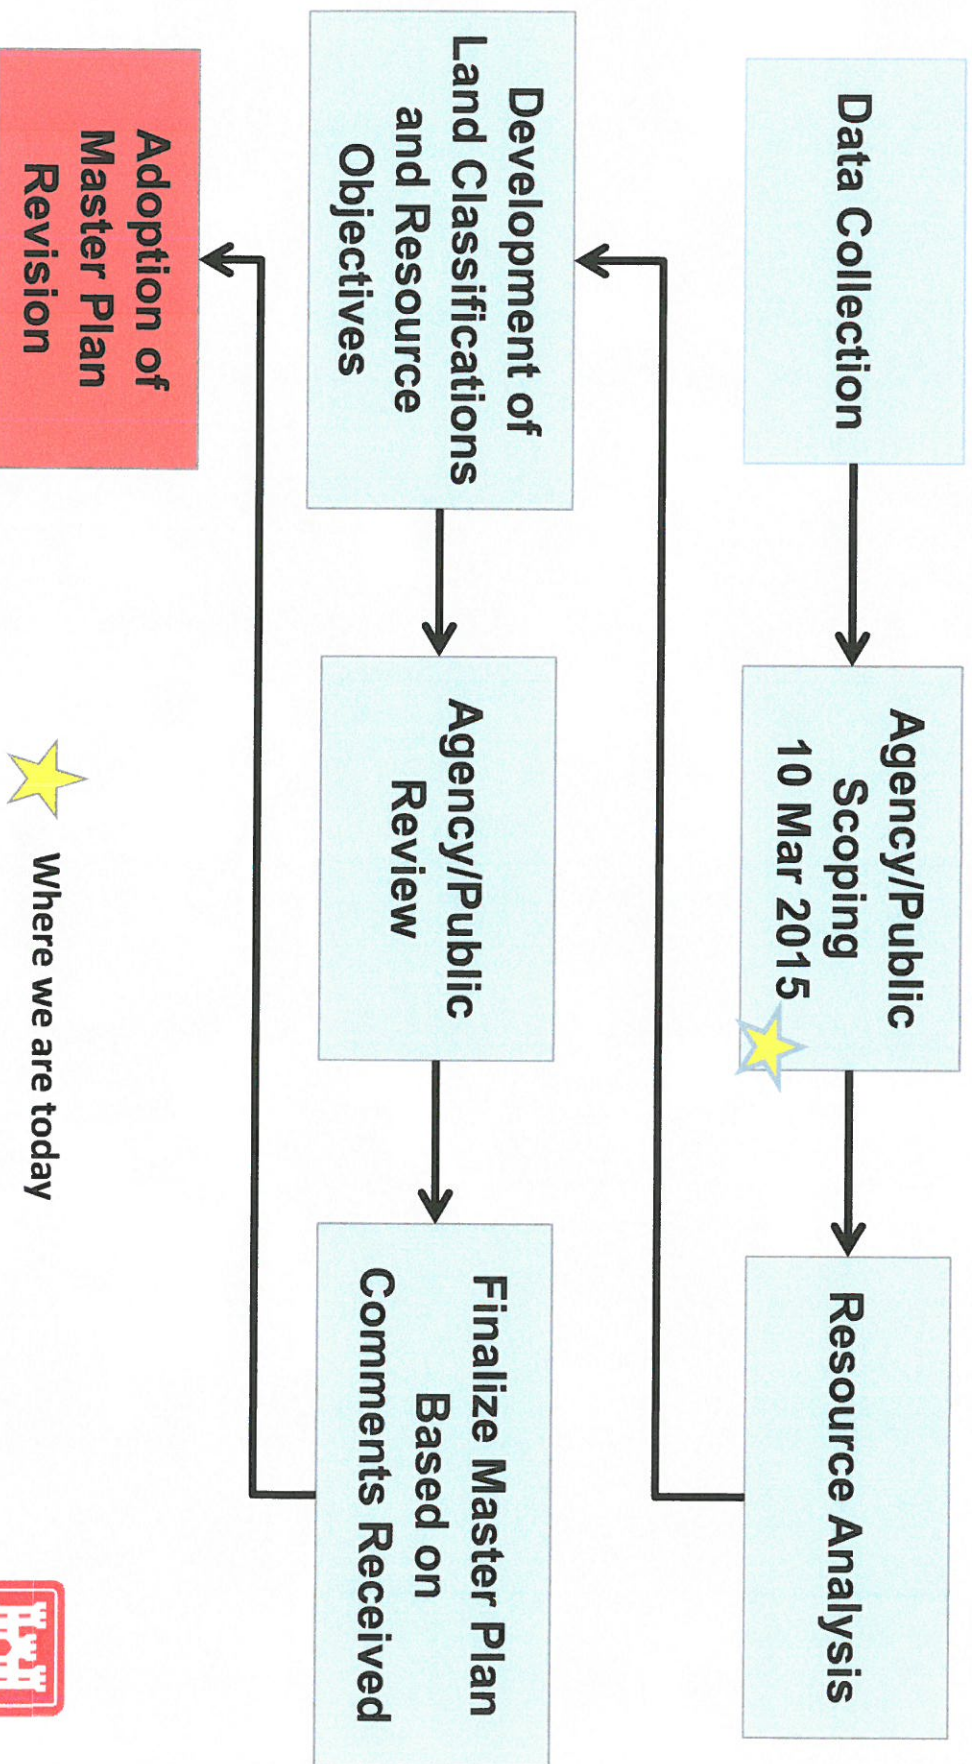 Data Collection
Agency/Public
Scoping
10 Mar 2015
Resource Analysis
Development of
Land Classifications
and Resource
Objectives
Agency/Public
Review
Finalize Master Plan
Based on
Comments Received
Adoption of
Master Plan
Revision
Where we are today